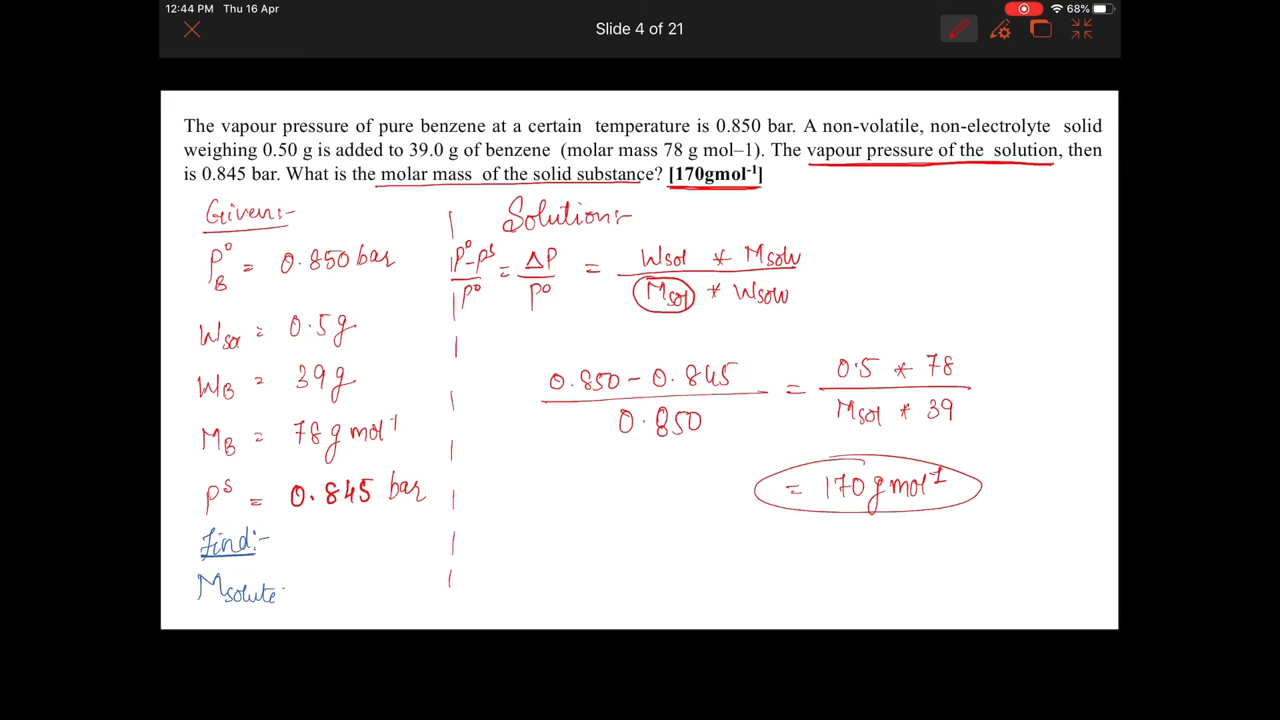 12:44 PM Thu 16 Apr
68%
Slide 4 of 21
The vapour pressure of pure benzene at a certain temperature is 0.850 bar. A non-volatile, non-electrolyte solid
weighing 0.50 g is added to 39.0 g of benzene (molar mass 78 g mol–1). The vapour pressure of the solution, then
is 0.845 bar. What is the molar mass of the solid substance? [170gmol⁻¹]
Given:-
P°B = 0.850 bar
Wsol = 0.5g
WB = 39g
MB = 78g mol⁻¹
Pˢ = 0.845 bar
Find:-
Msolute
Solution:-
P°-Pˢ/P° = ΔP/P° = Wsol * Msolv / Msol * Wsolv
0.850 - 0.845 / 0.850 = 0.5 * 78 / Msol * 39
= 170gmol⁻¹